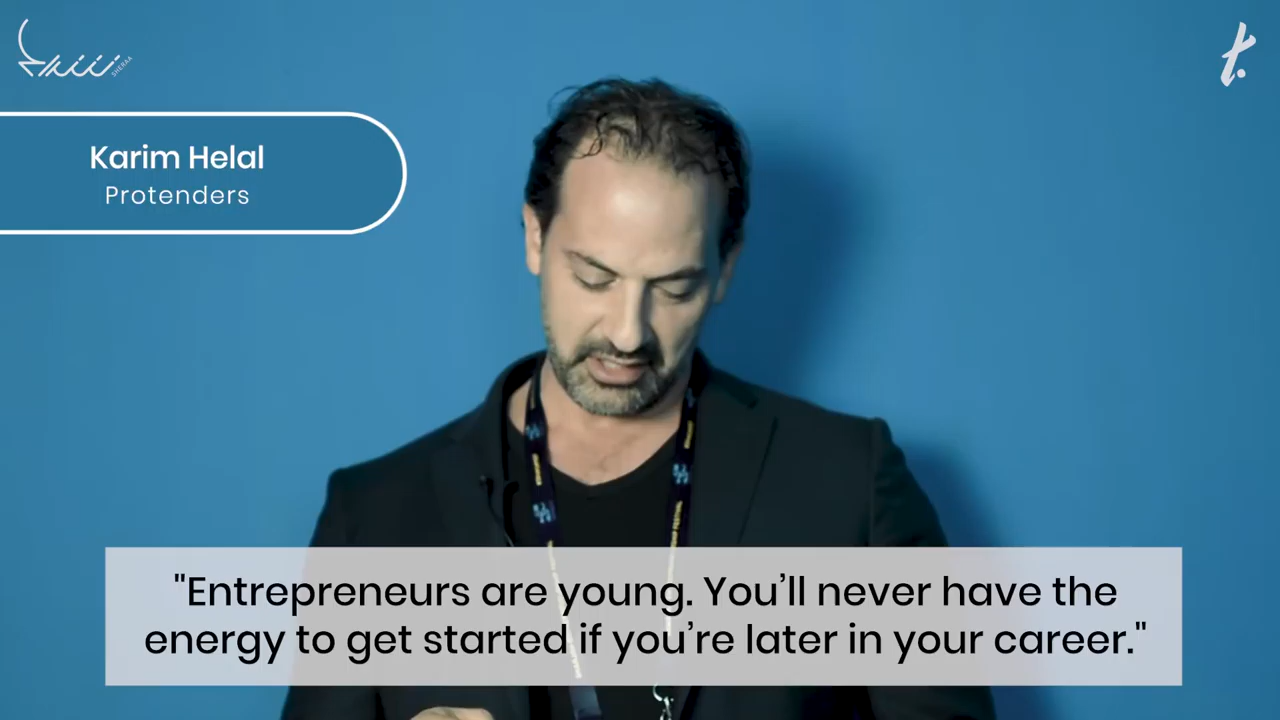 SHERAA
t.
Karim Helal
Protenders
"Entrepreneurs are young. You’ll never have the
energy to get started if you’re later in your career."